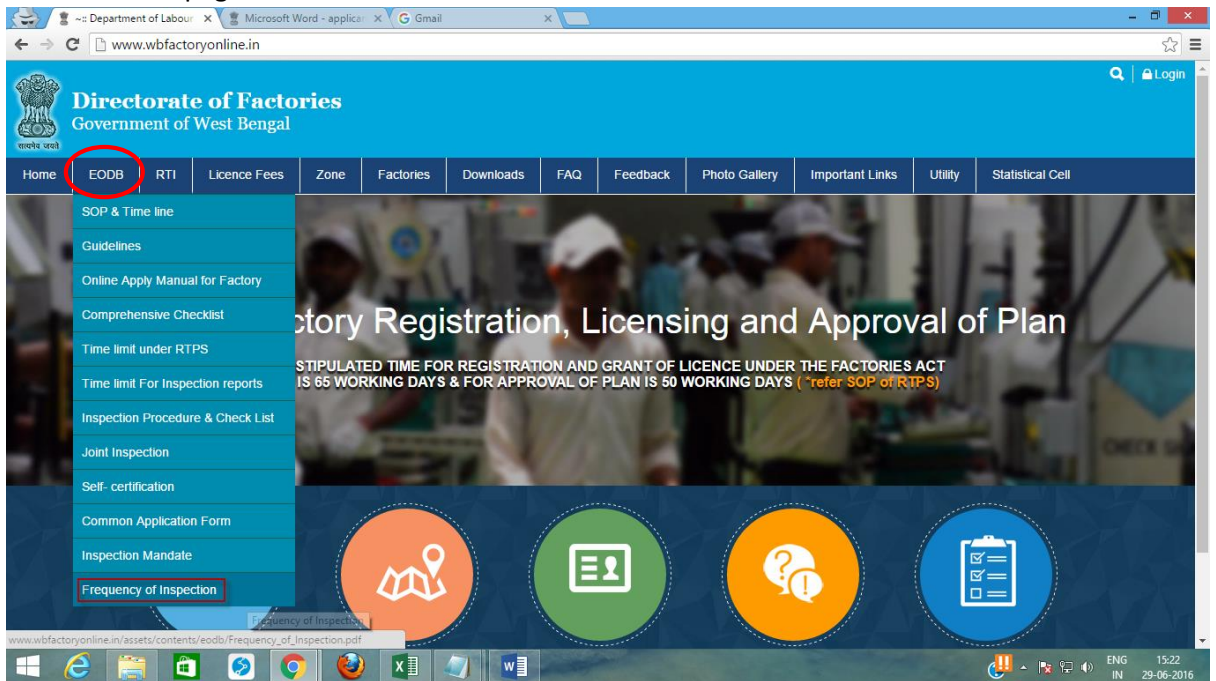 ~:: Department of Labour
Microsoft Word - applicar
Gmail
www.wbfactoryonline.in
Login
Directorate of Factories
Government of West Bengal
सत्यमेव जयते
Home EODB RTI Licence Fees Zone Factories Downloads FAQ Feedback Photo Gallery Important Links Utility Statistical Cell
SOP & Time line
Guidelines
Online Apply Manual for Factory
Comprehensive Checklist
ctory Registration, Licensing and Approval of Plan
Time limit under RTPS
STIPULATED TIME FOR REGISTRATION AND GRANT OF LICENCE UNDER THE FACTORIES ACT
Time limit For Inspection reports
IS 65 WORKING DAYS & FOR APPROVAL OF PLAN IS 50 WORKING DAYS ( *refer SOP of RTPS)
Inspection Procedure & Check List
Joint Inspection
Self- certification
Common Application Form
Inspection Mandate
Frequency of Inspection
Frequency of Inspection
www.wbfactoryonline.in/assets/contents/eodb/Frequency_of_Inspection.pdf
ENG 15:22
IN 29-06-2016